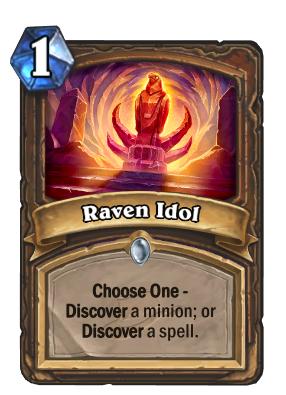 1
Raven Idol
Choose One -
Discover a minion; or
Discover a spell.